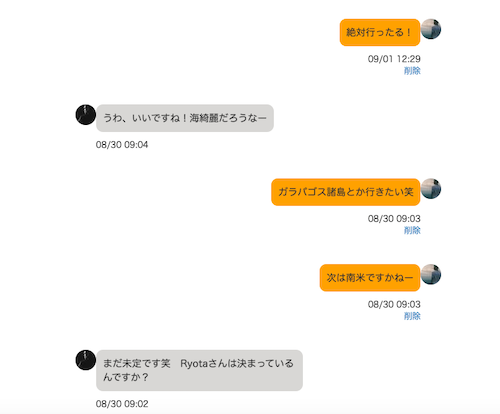 絶対行ったる！
09/01 12:29
削除
うわ、いいですね！海綺麗だろうなー
08/30 09:04
ガラパゴス諸島とか行きたい笑
08/30 09:03
削除
次は南米ですかねー
08/30 09:03
削除
まだ未定です笑　Ryotaさんは決まっている
んですか？
08/30 09:02